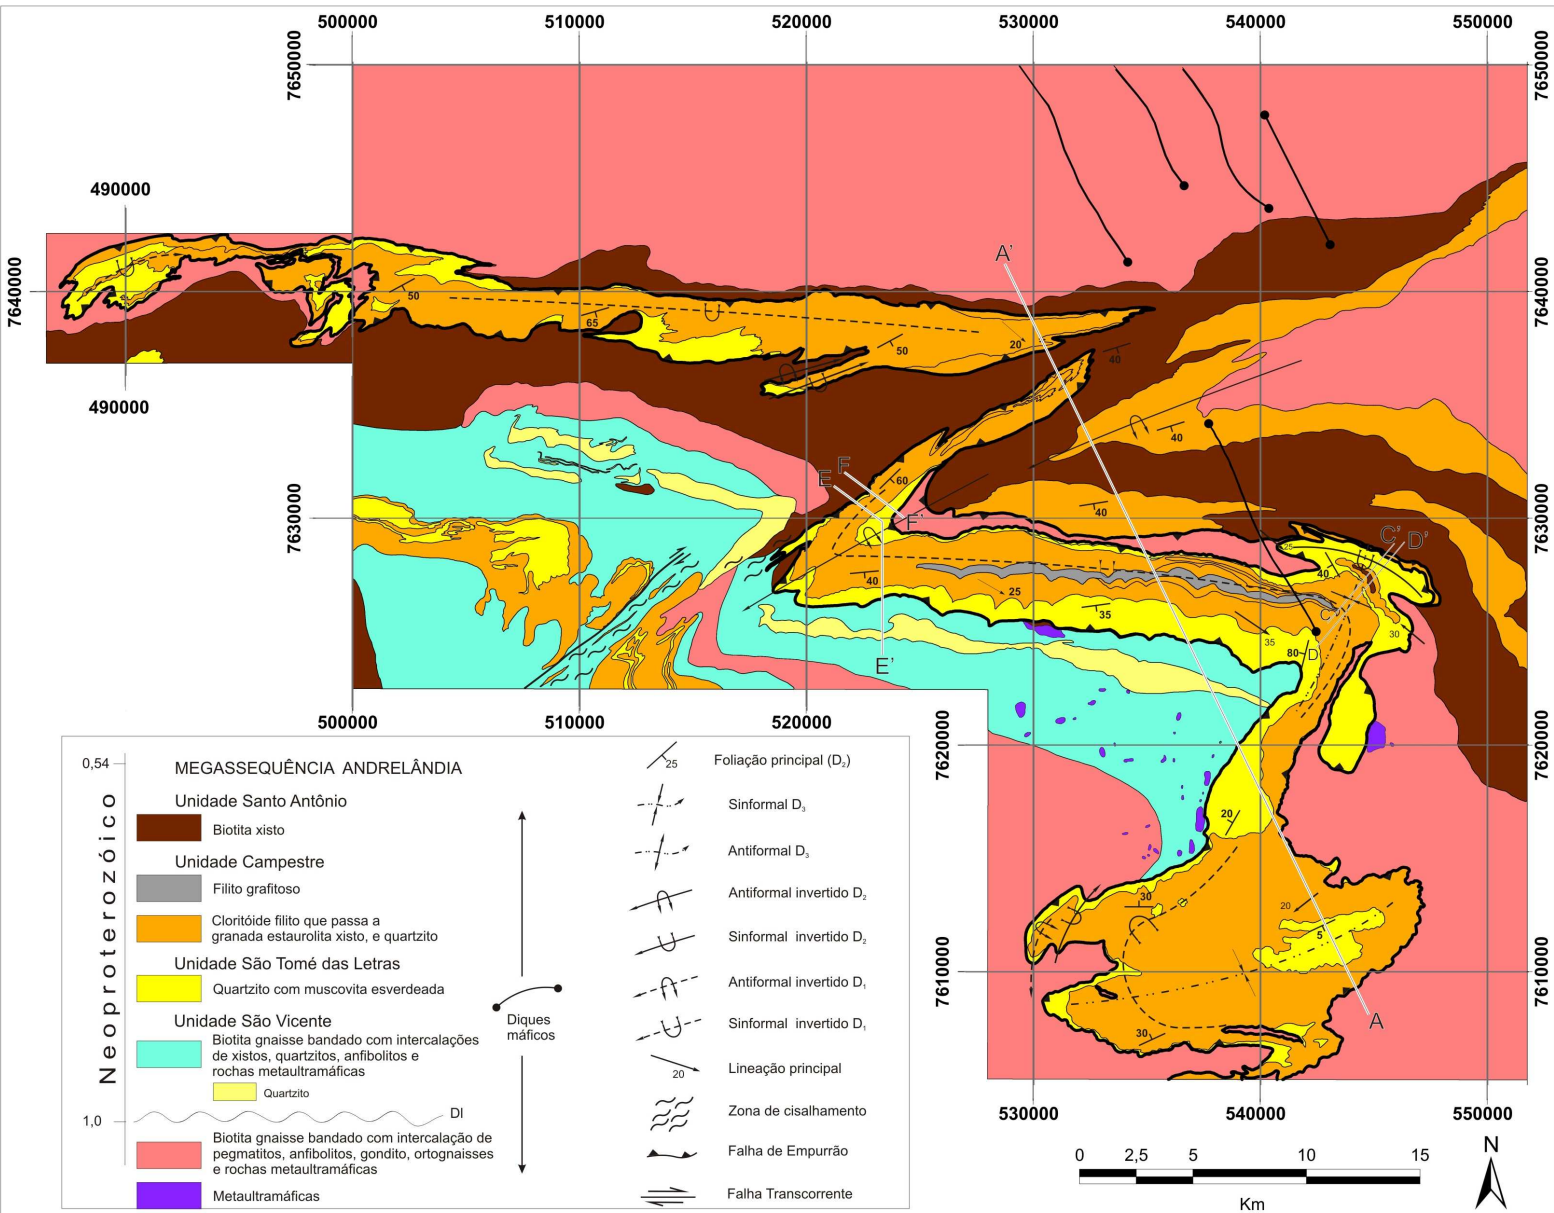 500000 510000 520000 530000 540000 550000
7650000 7650000
490000
7640000 7640000
A'
50
65
50
20
40
40
F
E
60
F'
40
7630000 7630000
C' D'
25
40
40
25
35
35
C
30
80
D
E'
490000
500000 510000 520000
7620000 7620000
20
30
20
5
7610000 7610000
30
A
530000 540000 550000
0 2,5 5 10 15
Km
N
0,54
1,0
Neoproterozóico
MEGASSEQUÊNCIA ANDRELÂNDIA
Unidade Santo Antônio
Biotita xisto
Unidade Campestre
Filito grafitoso
Cloritóide filito que passa a
granada estaurolita xisto, e quartzito
Unidade São Tomé das Letras
Quartzito com muscovita esverdeada
Unidade São Vicente
Biotita gnaisse bandado com intercalações
de xistos, quartzitos, anfibolitos e
rochas metaultramáficas
Quartzito
DI
Biotita gnaisse bandado com intercalação de
pegmatitos, anfibolitos, gondito, ortognaisses
e rochas metaultramáficas
Metaultramáficas
Diques
máficos
25
Foliação principal (D₂)
Sinformal D₃
Antiformal D₃
Antiformal invertido D₂
Sinformal invertido D₂
Antiformal invertido D₁
Sinformal invertido D₁
20
Lineação principal
Zona de cisalhamento
Falha de Empurrão
Falha Transcorrente